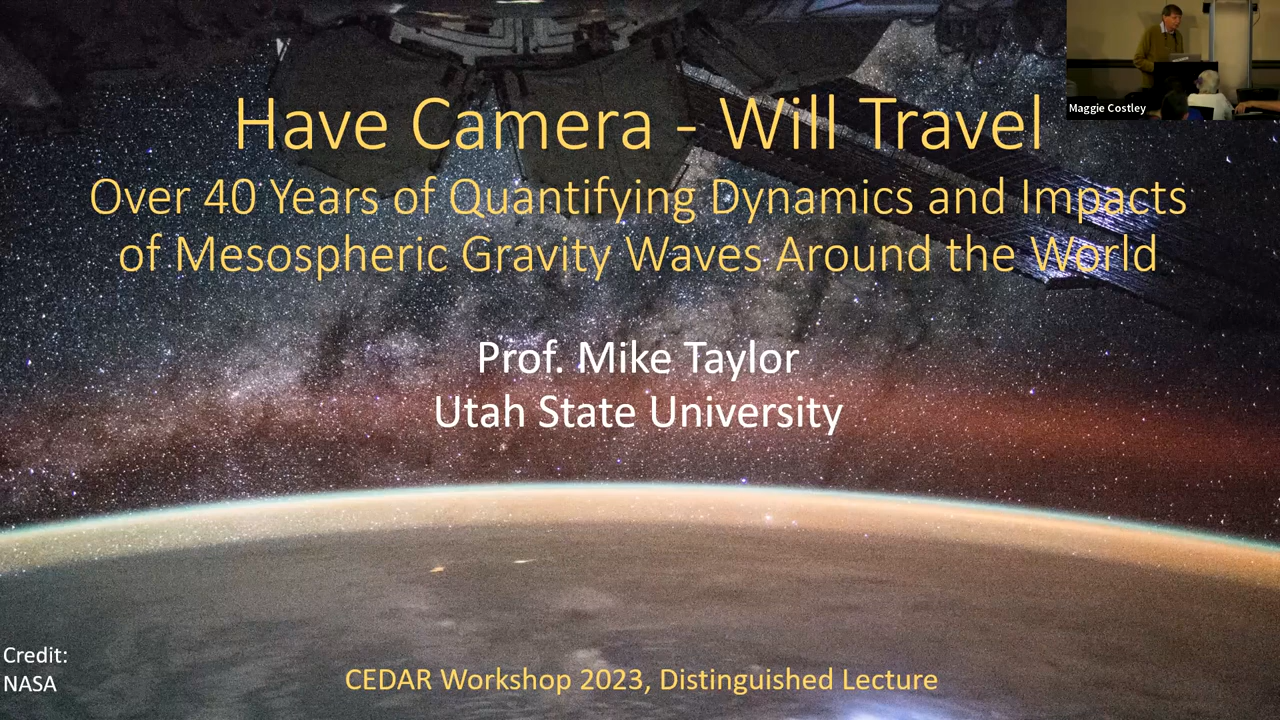 Have Camera - Will Travel
Over 40 Years of Quantifying Dynamics and Impacts
of Mesospheric Gravity Waves Around the World
Prof. Mike Taylor
Utah State University
Credit:
NASA
CEDAR Workshop 2023, Distinguished Lecture
Maggie Costley